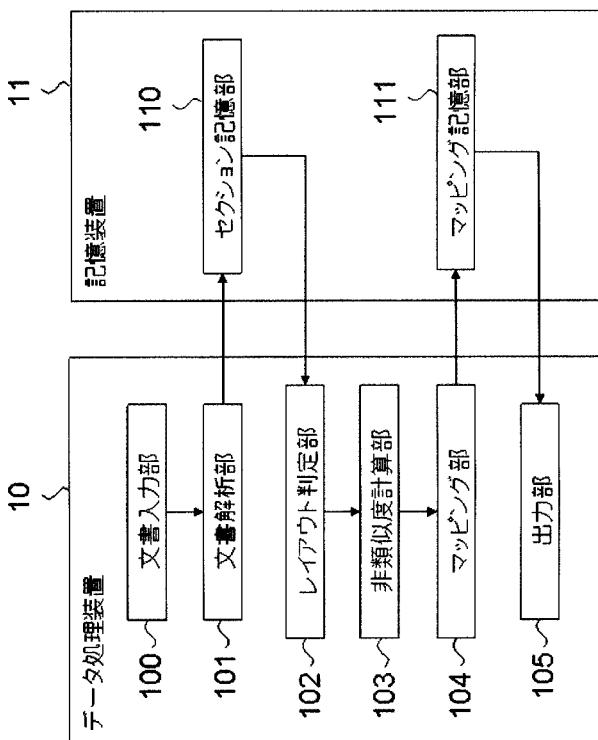 10
データ処理装置
文書入力部
100
文書解析部
101
レイアウト判定部
102
非類似度計算部
103
マッピング部
104
出力部
105
11
記憶装置
セクション記憶部
110
マッピング記憶部
111